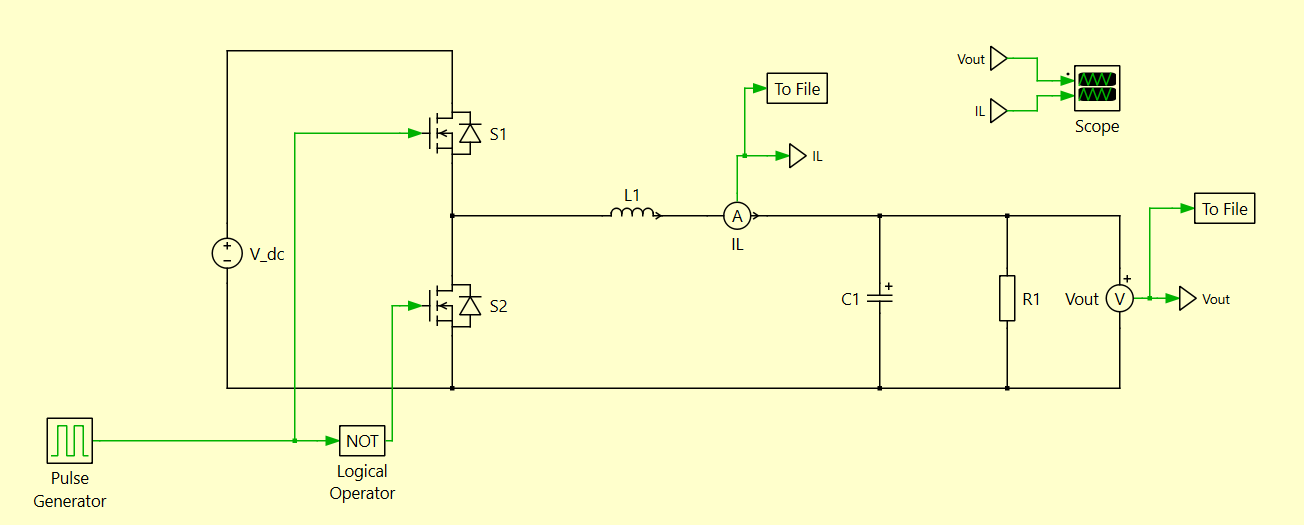 To File
Vout
IL
Scope
S1
IL
L1
A
IL
To File
V_dc
S2
C1
R1
Vout
V
Vout
NOT
Logical
Operator
Pulse
Generator